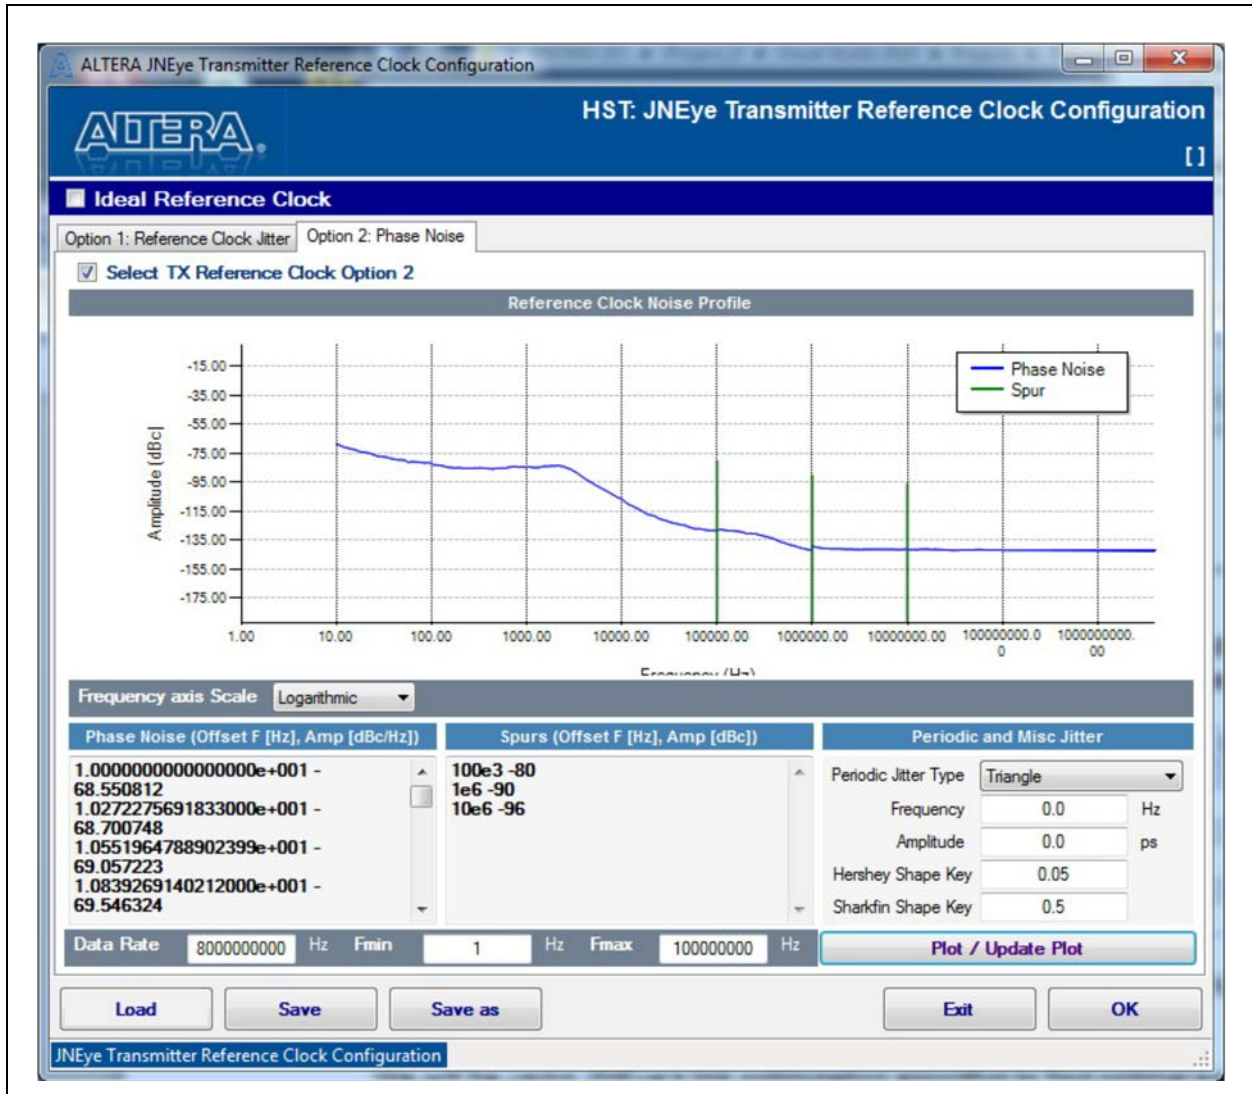 ALTERA JNEye Transmitter Reference Clock Configuration
ALTERA.
HST: JNEye Transmitter Reference Clock Configuration
[ ]
Ideal Reference Clock
Option 1: Reference Clock Jitter Option 2: Phase Noise
Select TX Reference Clock Option 2
Reference Clock Noise Profile
Phase Noise
Spur
Amplitude (dBc)
-15.00
-35.00
-55.00
-75.00
-95.00
-115.00
-135.00
-155.00
-175.00
1.00 10.00 100.00 1000.00 10000.00 100000.00 1000000.00 10000000.00 100000000.0 1000000000.
0 00
Frequency (Hz)
Frequency axis Scale Logarithmic
Phase Noise (Offset F [Hz], Amp [dBc/Hz])
1.0000000000000000e+001 -
68.550812
1.0272275691833000e+001 -
68.700748
1.0551964788902399e+001 -
69.057223
1.0839269140212000e+001 -
69.546324
Spurs (Offset F [Hz], Amp [dBc])
100e3 -80
1e6 -90
10e6 -96
Periodic and Misc Jitter
Periodic Jitter Type Triangle
Frequency 0.0 Hz
Amplitude 0.0 ps
Hershey Shape Key 0.05
Sharkfin Shape Key 0.5
Data Rate 8000000000 Hz Fmin 1 Hz Fmax 100000000 Hz
Plot / Update Plot
Load Save Save as Exit OK
JNEye Transmitter Reference Clock Configuration